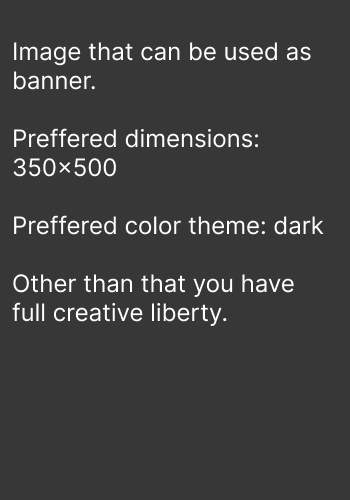 Image that can be used as
banner.
Preffered dimensions:
350×500
Preffered color theme: dark
Other than that you have
full creative liberty.